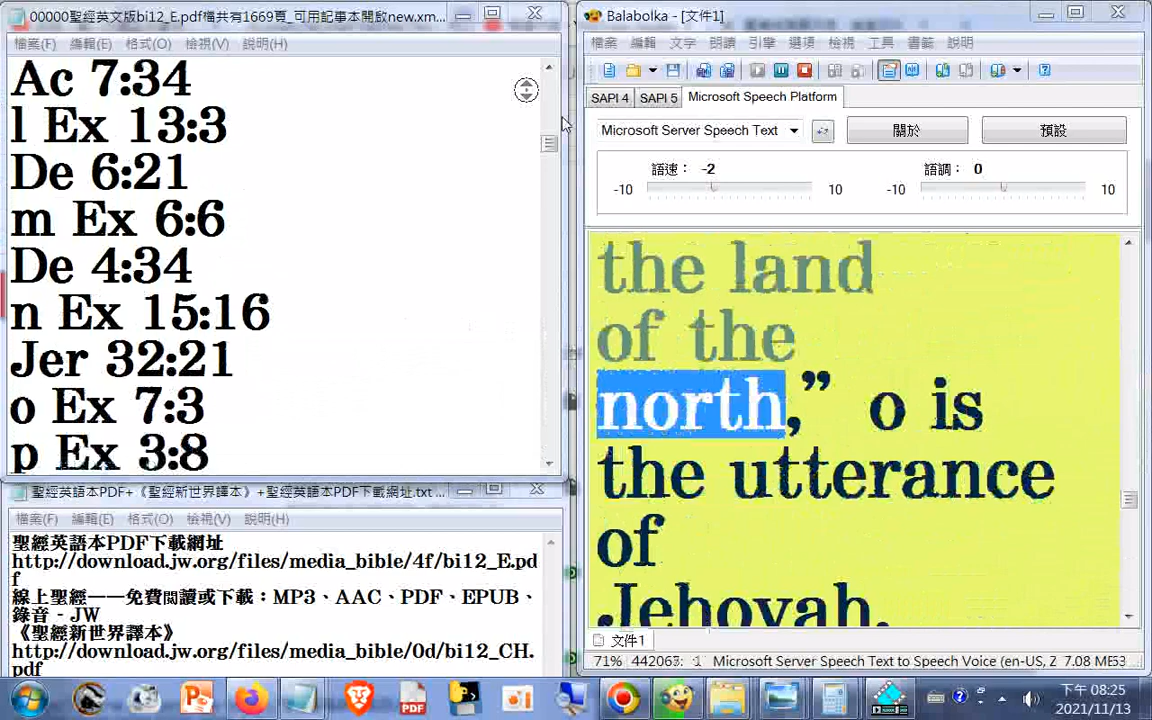 00000聖經英文版bi12_E.pdf檔共有1669頁_可用記事本開啟new.xm...
檔案(F) 編輯(E) 格式(O) 檢視(V) 說明(H)
Ac 7:34
l Ex 13:3
De 6:21
m Ex 6:6
De 4:34
n Ex 15:16
Jer 32:21
o Ex 7:3
p Ex 3:8
聖經英語本PDF+《聖經新世界譯本》+聖經英語本PDF下載網址.txt ...
檔案(F) 編輯(E) 格式(O) 檢視(V) 說明(H)
聖經英語本PDF下載網址
http://download.jw.org/files/media_bible/4f/bi12_E.pd
f
線上聖經——免費閱讀或下載：MP3、AAC、PDF、EPUB、
錄音 - JW
《聖經新世界譯本》
http://download.jw.org/files/media_bible/0d/bi12_CH.
pdf
Balabolka - [文件1]
檔案 編輯 文字 朗讀 引擎 選項 檢視 工具 書籤 說明
SAPI 4 SAPI 5 Microsoft Speech Platform
Microsoft Server Speech Text 關於 預設
語速： -2 語調： 0
-10 10 -10 10
the land
of the
north,” o is
the utterance
of
Jehovah.
文件1
71% 442063: 1 Microsoft Server Speech Text to Speech Voice (en-US, Z 7.08 ME53
下午 08:25
2021/11/13